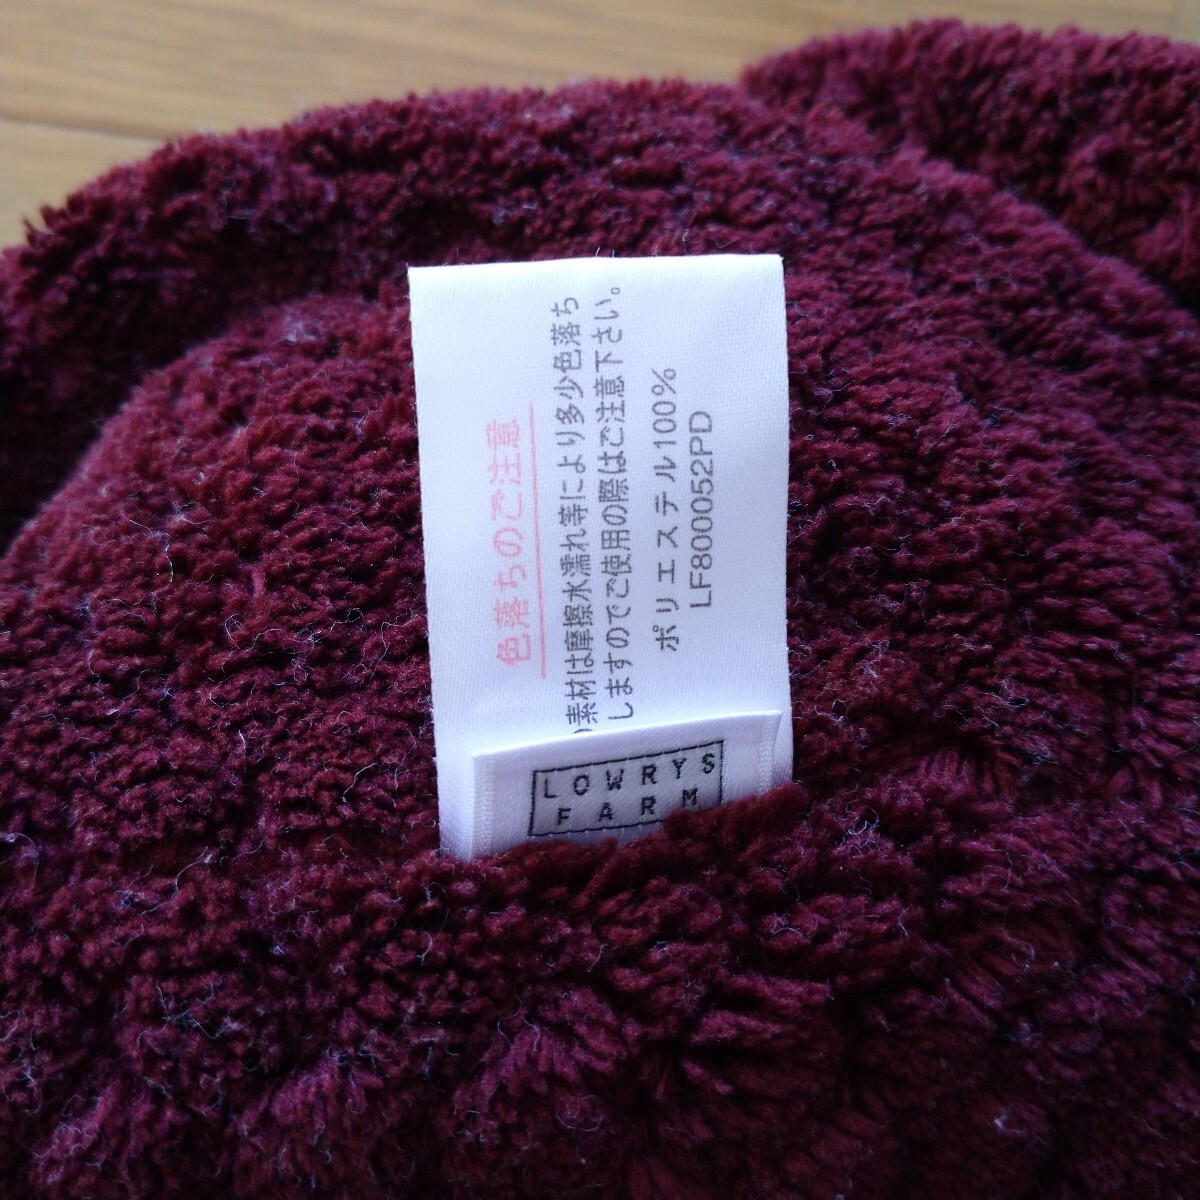 色落ちのご注意
素材は摩擦水濡れ等により多少色落ち
しますのでご使用の際はご注意下さい。
ポリエステル100%
LF800052PD
LOWRYS
FARM